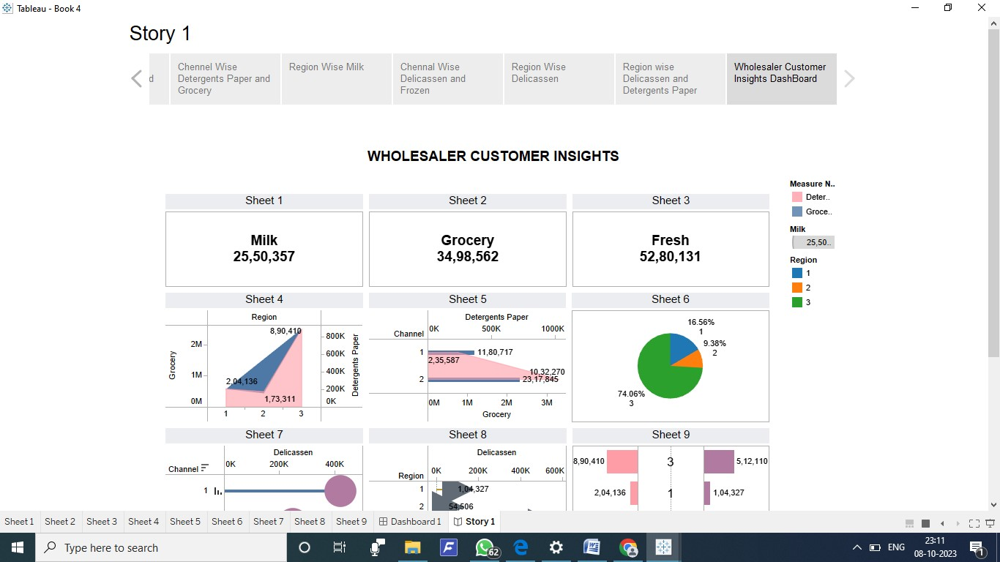 Tableau - Book 4
Story 1
d
Chennel Wise
Detergents Paper and
Grocery
Region Wise Milk
Chennal Wise
Delicassen and
Frozen
Region Wise
Delicassen
Region wise
Delicassen and
Detergents Paper
Wholesaler Customer
Insights DashBoard
WHOLESALER CUSTOMER INSIGHTS
Measure N..
Deter..
Groce..
Milk
25,50..
Region
1
2
3
Sheet 1
Milk
25,50,357
Sheet 2
Grocery
34,98,562
Sheet 3
Fresh
52,80,131
Sheet 4
Region
8,90,410
2M
1M
0M
Grocery
2,04,136
1,73,311
800K
600K
400K
200K
0K
Detergents Paper
1 2 3
Sheet 5
Detergents Paper
Channel
0K 500K 1000K
1
11,80,717
2,35,587
10,32,270
2
23,17,845
0M 1M 2M 3M
Grocery
Sheet 6
16.56%
1
9.38%
2
74.06%
3
Sheet 7
Delicassen
Channel
0K 200K 400K
1
Sheet 8
Delicassen
Region
0K 200K 400K 600K
1
1,04,327
2
54,506
Sheet 9
8,90,410 3 5,12,110
2,04,136 1 1,04,327
Sheet 1 Sheet 2 Sheet 3 Sheet 4 Sheet 5 Sheet 6 Sheet 7 Sheet 8 Sheet 9 Dashboard 1 Story 1
Type here to search
62
ENG
23:11
08-10-2023
1